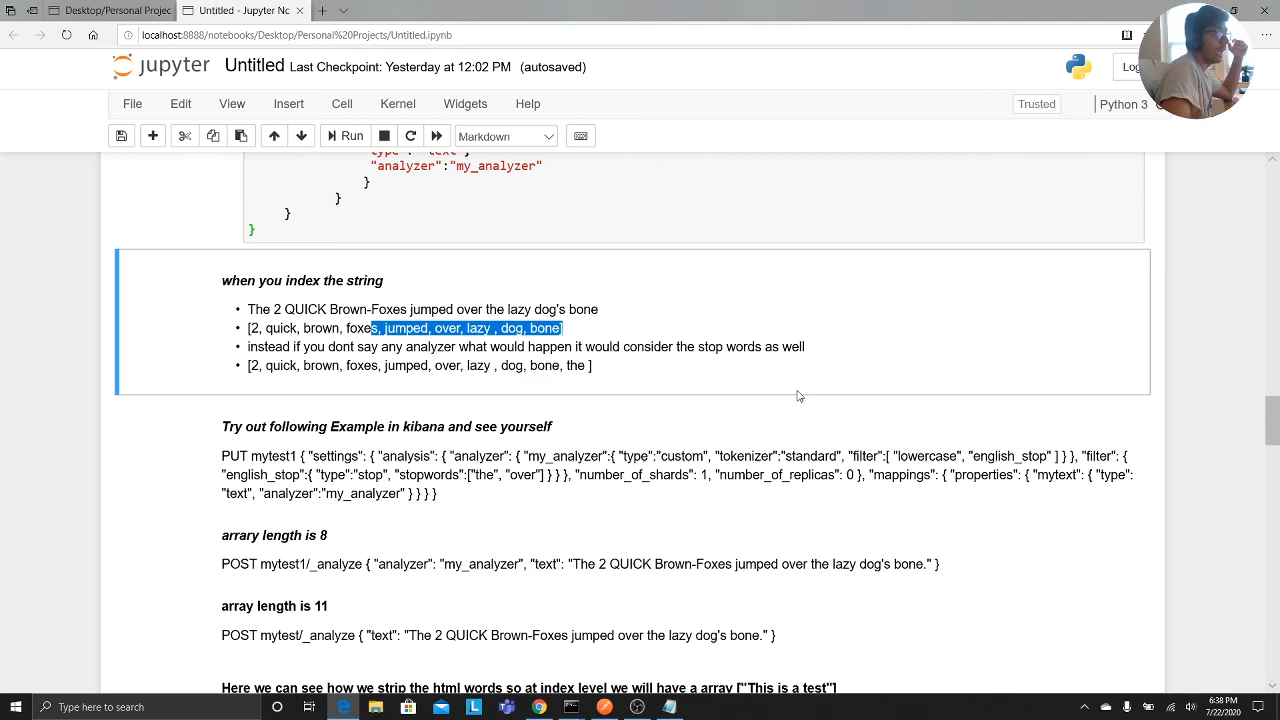 Desktop/Personal Projects/
Untitled - Jupyter Nc
localhost:8888/notebooks/Desktop/Personal%20Projects/Untitled.ipynb
jupyter Untitled Last Checkpoint: Yesterday at 12:02 PM (autosaved)
File Edit View Insert Cell Kernel Widgets Help Trusted Python 3
Run Markdown
"analyzer":"my_analyzer"
}
}
}
}
when you index the string
• The 2 QUICK Brown-Foxes jumped over the lazy dog's bone
• [2, quick, brown, foxes, jumped, over, lazy , dog, bone]
• instead if you dont say any analyzer what would happen it would consider the stop words as well
• [2, quick, brown, foxes, jumped, over, lazy , dog, bone, the ]
Try out following Example in kibana and see yourself
PUT mytest1 { "settings": { "analysis": { "analyzer": { "my_analyzer":{ "type":"custom", "tokenizer":"standard", "filter":[ "lowercase", "english_stop" ] } }, "filter": {
"english_stop":{ "type":"stop", "stopwords":["the", "over"] } } }, "number_of_shards": 1, "number_of_replicas": 0 }, "mappings": { "properties": { "mytext": { "type":
"text", "analyzer":"my_analyzer" } } } }
arrary length is 8
POST mytest1/_analyze { "analyzer": "my_analyzer", "text": "The 2 QUICK Brown-Foxes jumped over the lazy dog's bone." }
array length is 11
POST mytest/_analyze { "text": "The 2 QUICK Brown-Foxes jumped over the lazy dog's bone." }
Here we can see how we strip the html words so at index level we will have a array ["This is a test"]
Type here to search
6:38 PM
7/22/2020